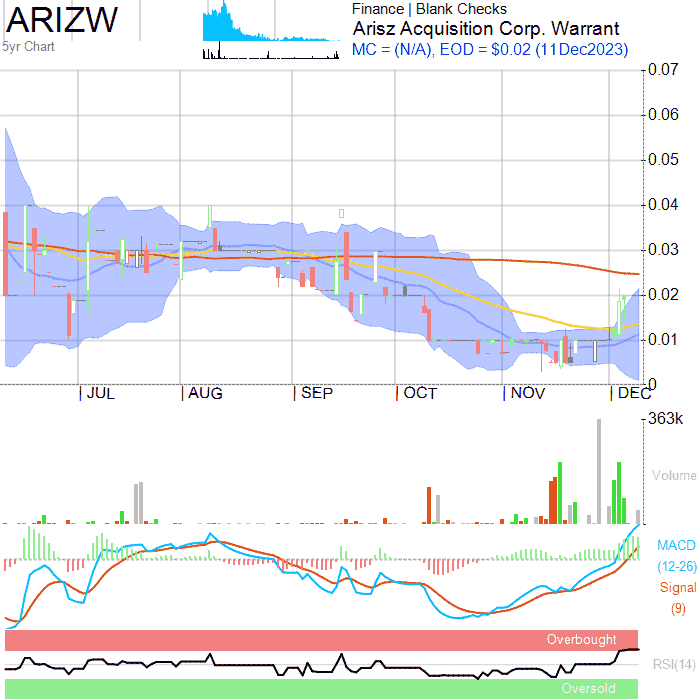 ARIZW
5yr Chart
Finance | Blank Checks
Arisz Acquisition Corp. Warrant
MC = (N/A), EOD = $0.02 (11Dec2023)
0.07
0.06
0.05
0.04
0.03
0.02
0.01
0
JUL
AUG
SEP
OCT
NOV
DEC
363k
Volume
MACD
(12-26)
Signal
(9)
Overbought
RSI(14)
Oversold